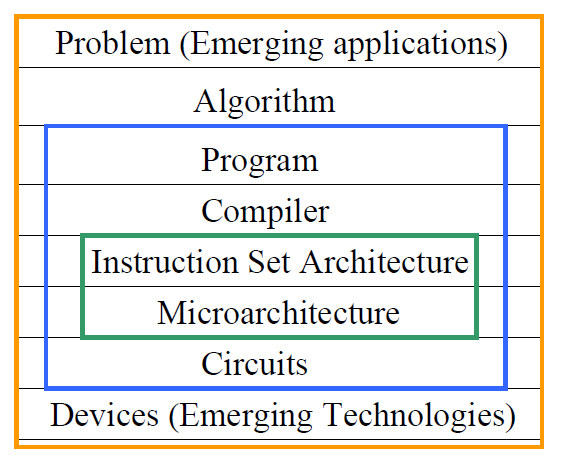 Problem (Emerging applications)
Algorithm
Program
Compiler
Instruction Set Architecture
Microarchitecture
Circuits
Devices (Emerging Technologies)